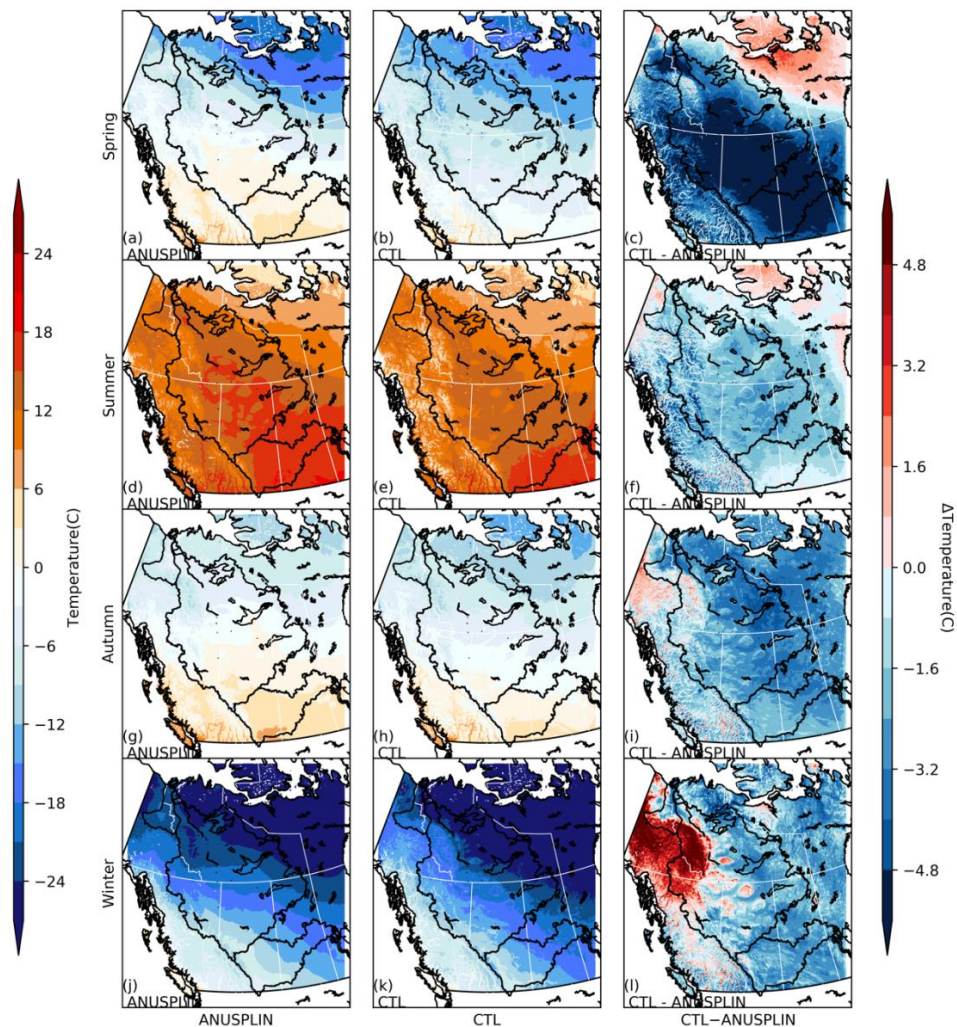 Spring
(a)
ANUSPLIN
(b)
CTL
(c)
CTL - ANUSPLIN
Summer
(d)
ANUSPLIN
(e)
CTL
(f)
CTL - ANUSPLIN
Autumn
(g)
ANUSPLIN
(h)
CTL
(i)
CTL - ANUSPLIN
Winter
(j)
ANUSPLIN
(k)
CTL
(l)
CTL - ANUSPLIN
ANUSPLIN
CTL
CTL−ANUSPLIN
24
18
12
6
0
−6
−12
−18
−24
Temperature(C)
4.8
3.2
1.6
0.0
−1.6
−3.2
−4.8
ΔTemperature(C)